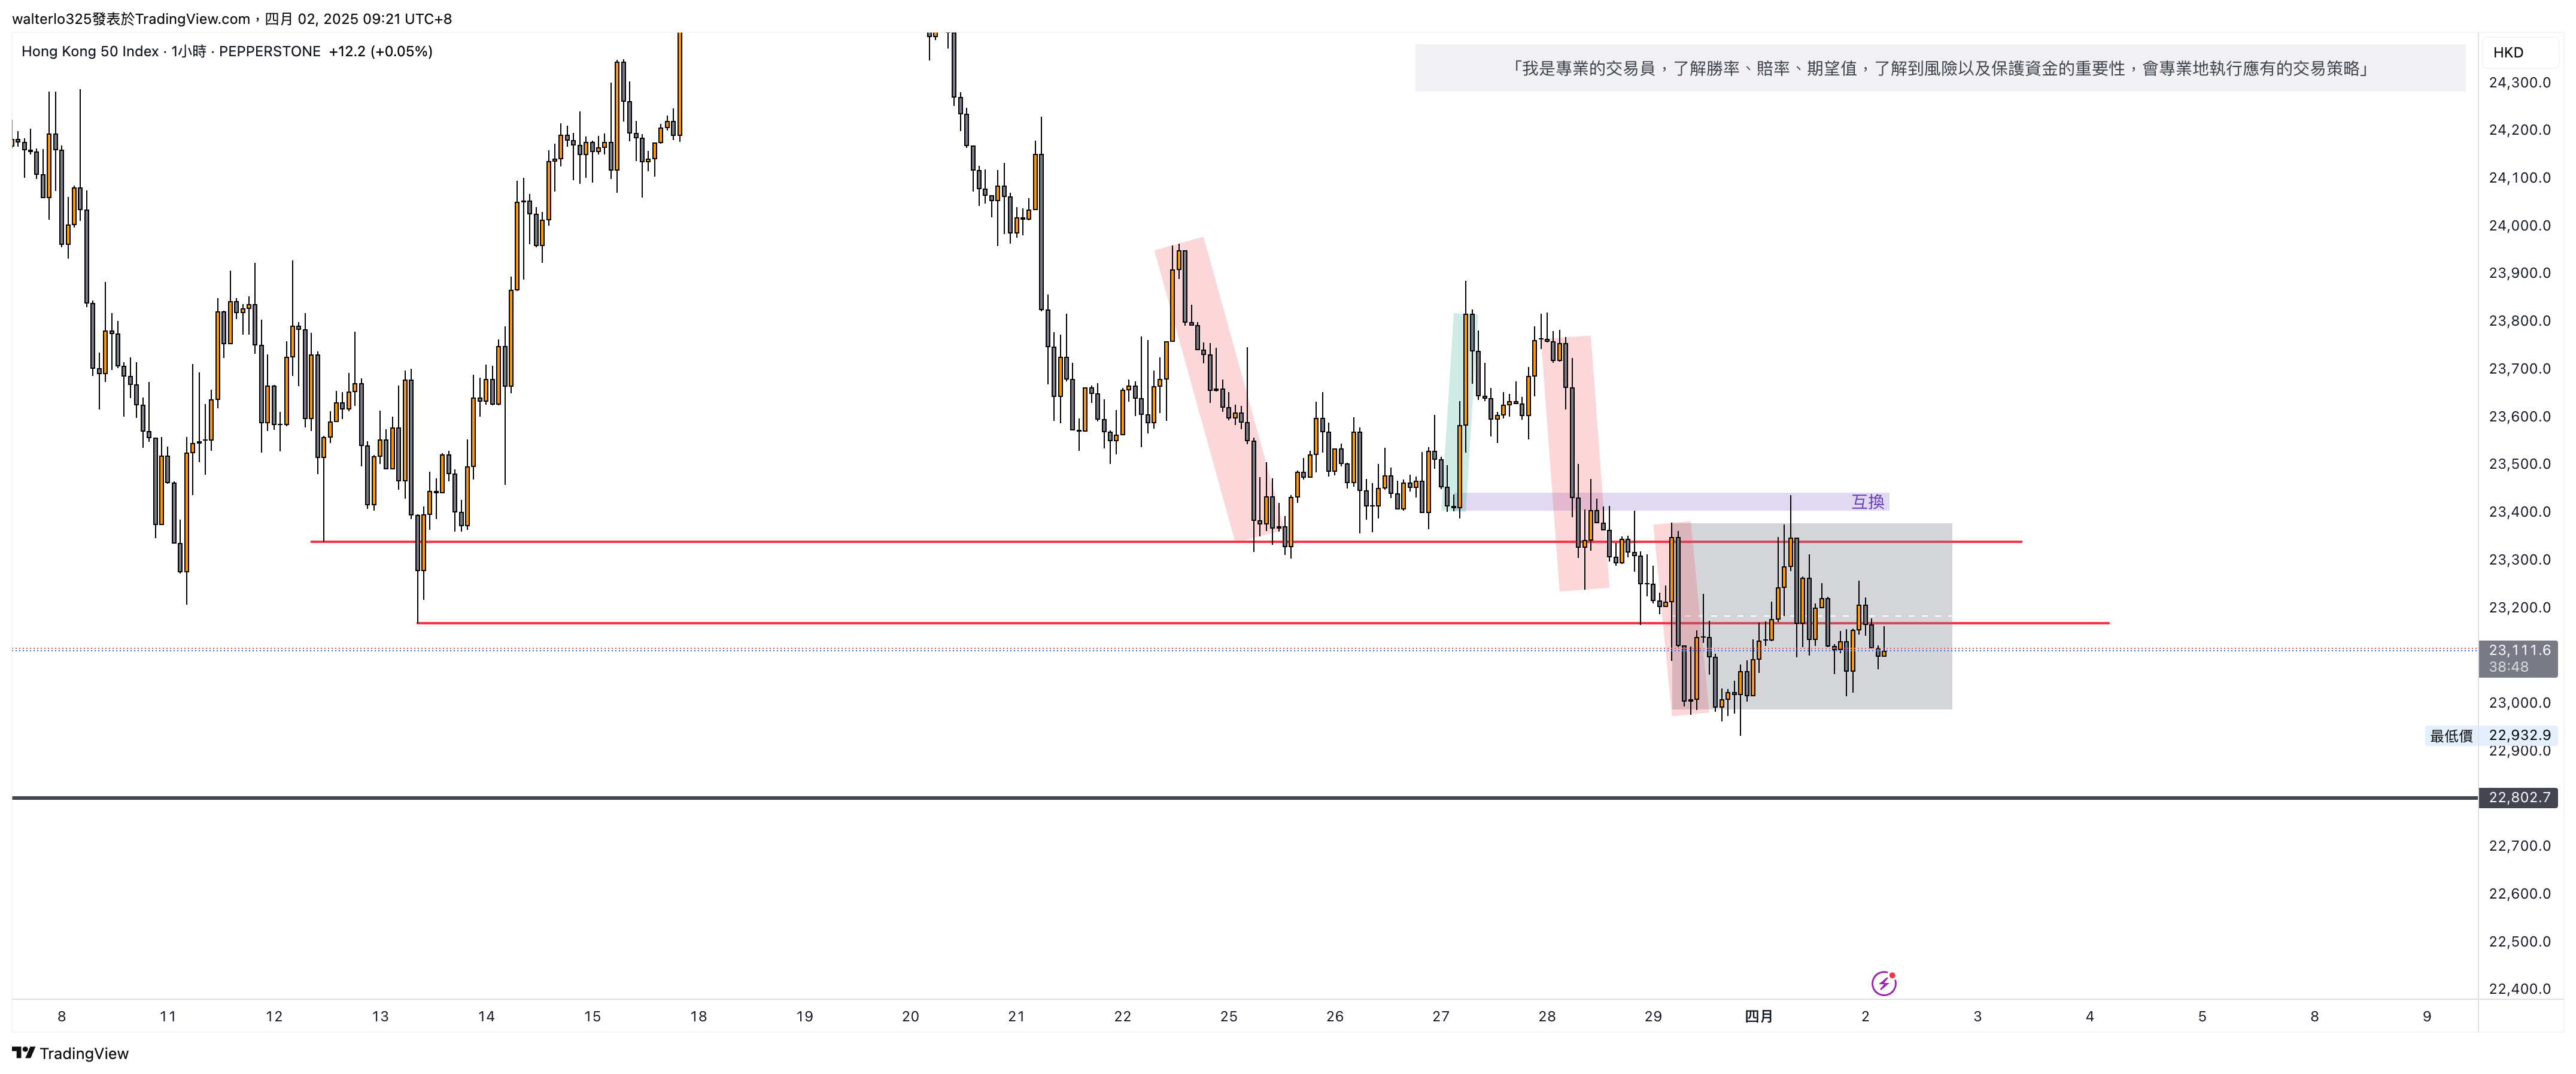 walterlo325發表於TradingView.com，四月 02, 2025 09:21 UTC+8
Hong Kong 50 Index · 1小時 · PEPPERSTONE +12.2 (+0.05%)
「我是專業的交易員，了解勝率、賠率、期望值，了解到風險以及保護資金的重要性，會專業地執行應有的交易策略」
HKD
24,300.0
24,200.0
24,100.0
24,000.0
23,900.0
23,800.0
23,700.0
23,600.0
23,500.0
互換
23,400.0
23,300.0
23,200.0
23,111.6
38:48
23,000.0
最低價 22,932.9
22,900.0
22,802.7
22,700.0
22,600.0
22,500.0
22,400.0
8 11 12 13 14 15 18 19 20 21 22 25 26 27 28 29 四月 2 3 4 5 8 9
TradingView